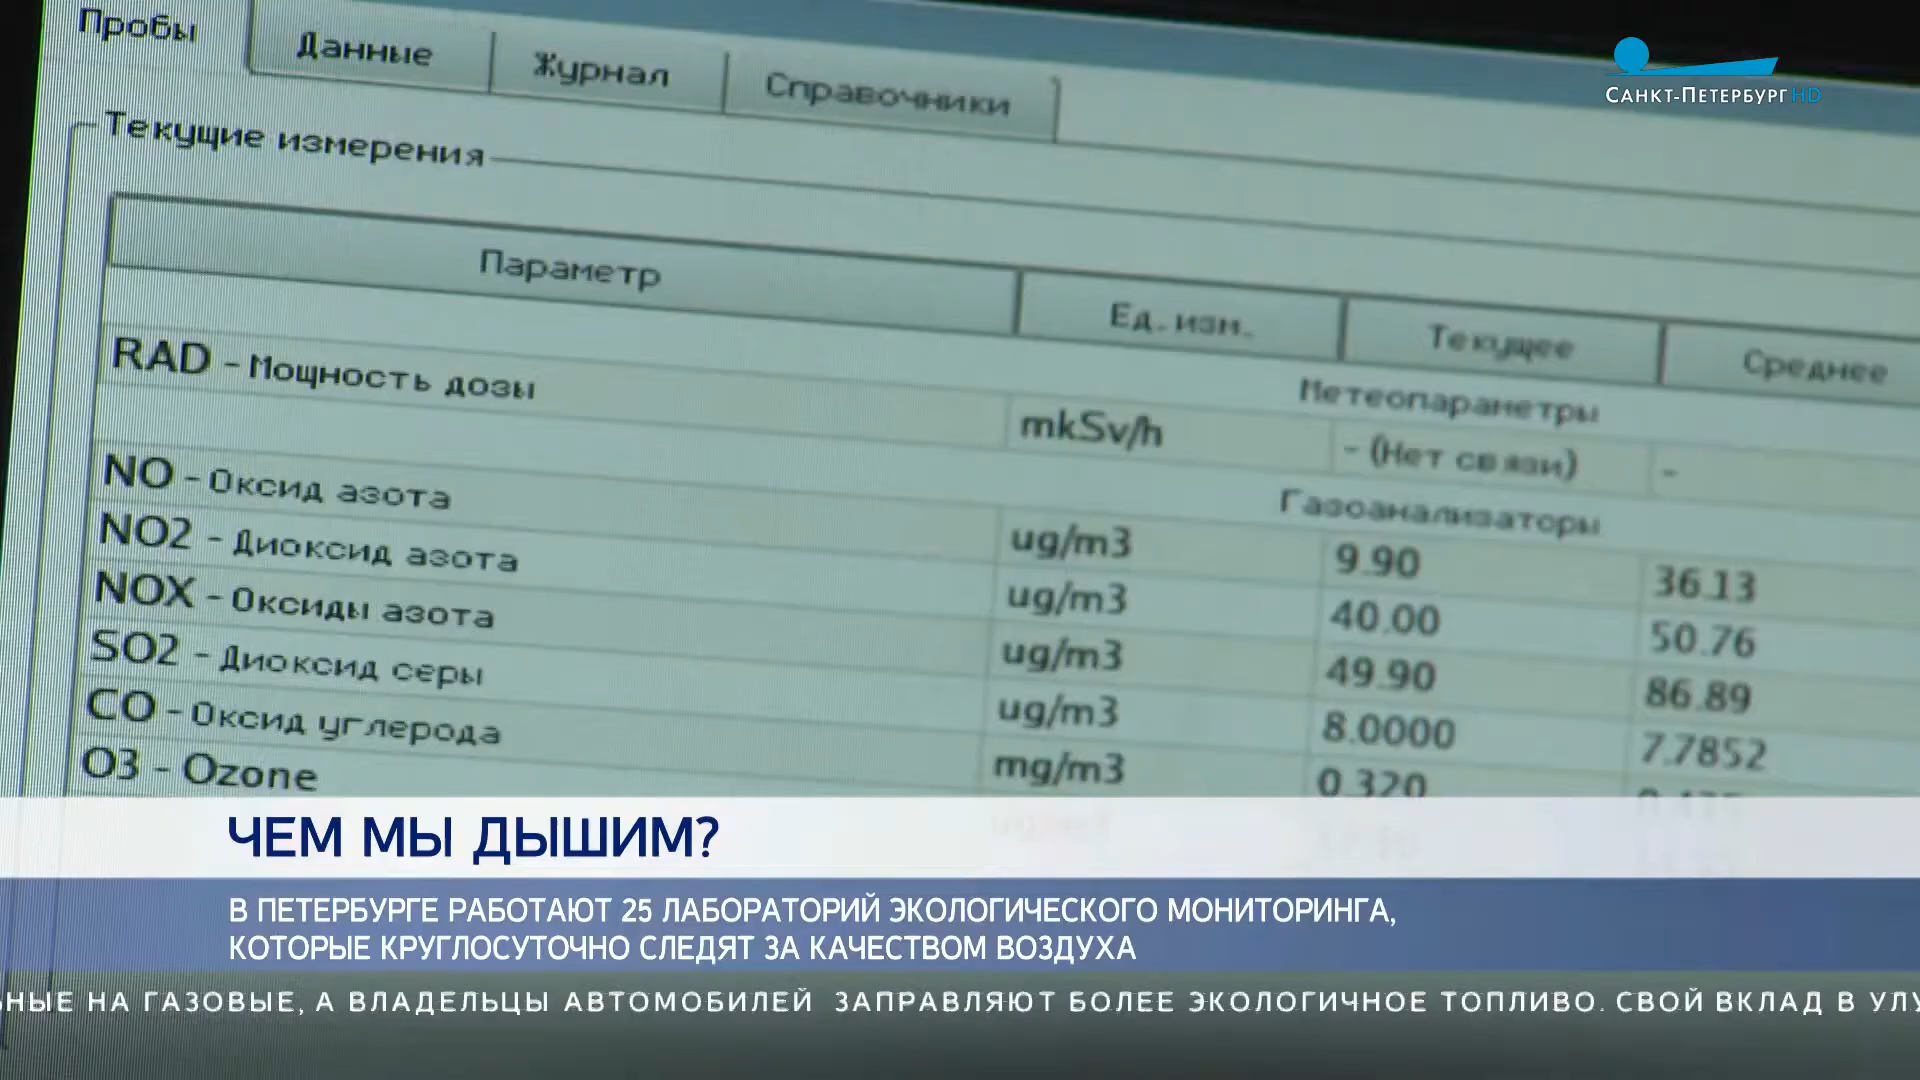 Пробы
Данные
Журнал
Справочники
САНКТ-ПЕТЕРБУРГ HD
Текущие измерения
Параметр
Ед. изм.
Текущее
Среднее
Метеопараметры
RAD - Мощность дозы mkSv/h - (Нет связи) -
Газоанализаторы
NO - Оксид азота ug/m3 9.90 36.13
NO2 - Диоксид азота ug/m3 40.00 50.76
NOX - Оксиды азота ug/m3 49.90 86.89
SO2 - Диоксид серы ug/m3 8.0000 7.7852
CO - Оксид углерода mg/m3 0.320
O3 - Ozone
ЧЕМ МЫ ДЫШИМ?
В ПЕТЕРБУРГЕ РАБОТАЮТ 25 ЛАБОРАТОРИЙ ЭКОЛОГИЧЕСКОГО МОНИТОРИНГА,
КОТОРЫЕ КРУГЛОСУТОЧНО СЛЕДЯТ ЗА КАЧЕСТВОМ ВОЗДУХА
ЬНЫЕ НА ГАЗОВЫЕ, А ВЛАДЕЛЬЦЫ АВТОМОБИЛЕЙ ЗАПРАВЛЯЮТ БОЛЕЕ ЭКОЛОГИЧНОЕ ТОПЛИВО. СВОЙ ВКЛАД В УЛУ